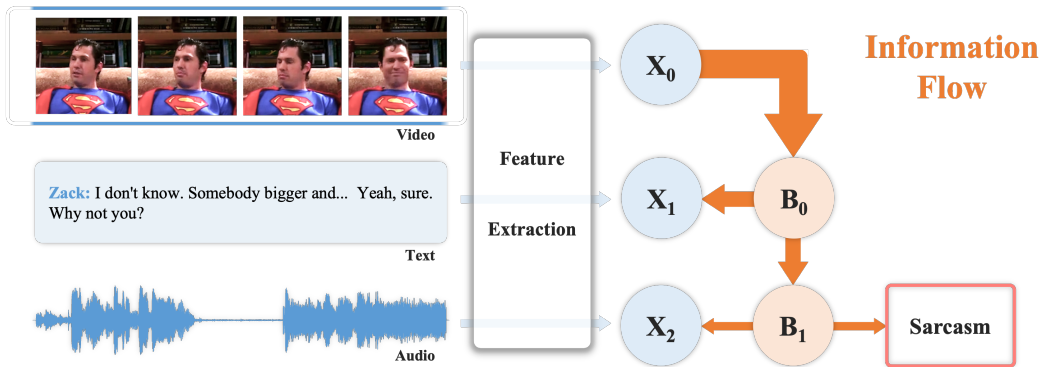 Video
Zack: I don't know. Somebody bigger and... Yeah, sure.
Why not you?
Text
Audio
Feature
Extraction
X0
X1
X2
B0
B1
Sarcasm
Information
Flow